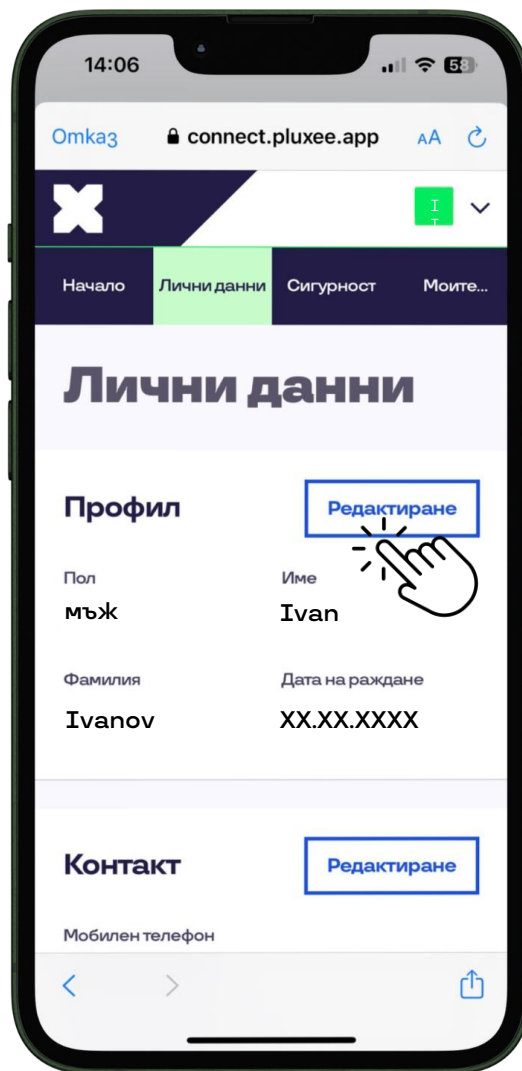 14:06 58
Отказ connect.pluxee.app AA
I
I
Начало Лични данни Сигурност Моите...
Лични данни
Профил Редактиране
Пол Име
мъж Ivan
Фамилия Дата на раждане
Ivanov XX.XX.XXXX
Контакт Редактиране
Мобилен телефон